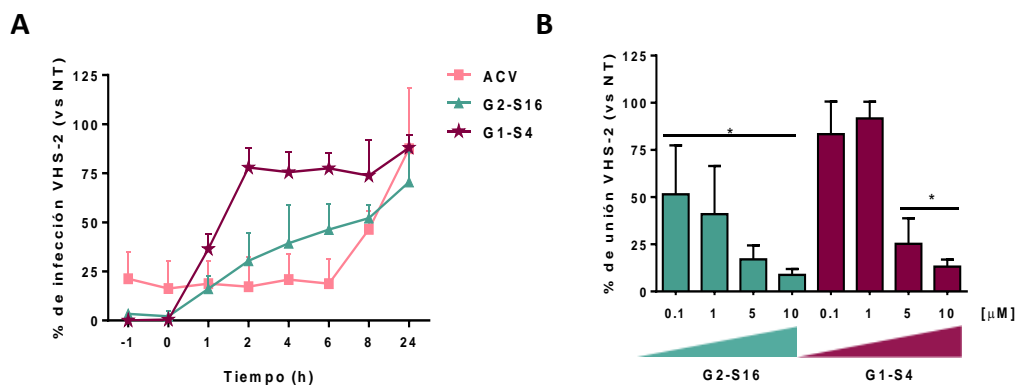 A
% de infección VHS-2 (vs NT)
125
100
75
50
25
0
-1 0 1 2 4 6 8 24
Tiempo (h)
ACV
G2-S16
G1-S4
B
% de unión VHS-2 (vs NT)
125
100
75
50
25
0
*
*
0.1 1 5 10 0.1 1 5 10 [μM]
G2-S16 G1-S4